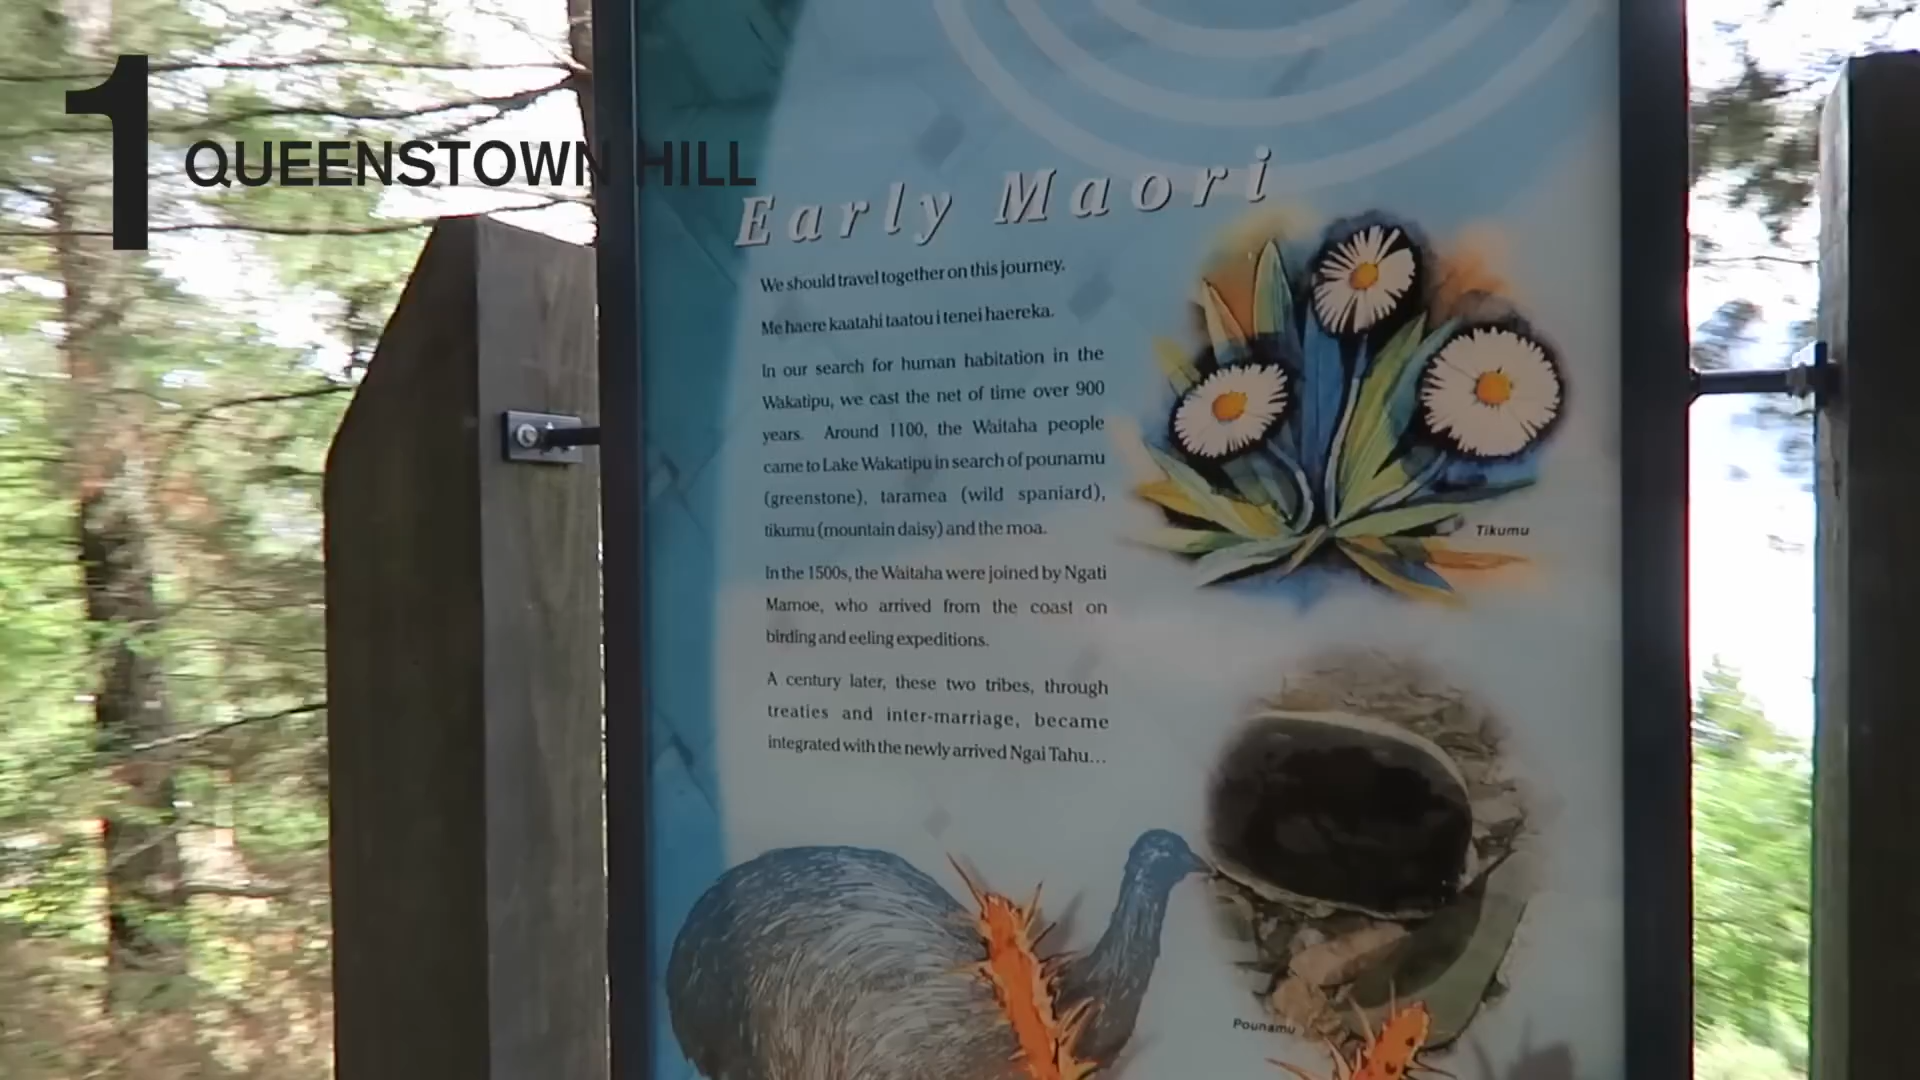 1
QUEENSTOWN HILL
Early Maori
We should travel together on this journey.
Me haere kaatahi taatou i tenei haereka.
In our search for human habitation in the
Wakatipu, we cast the net of time over 900
years. Around 1100, the Waitaha people
came to Lake Wakatipu in search of pounamu
(greenstone), taramea (wild spaniard),
tikumu (mountain daisy) and the moa.
In the 1500s, the Waitaha were joined by Ngati
Mamoe, who arrived from the coast on
birding and eeling expeditions.
A century later, these two tribes, through
treaties and inter-marriage, became
integrated with the newly arrived Ngai Tahu...
Tikumu
Pounamu